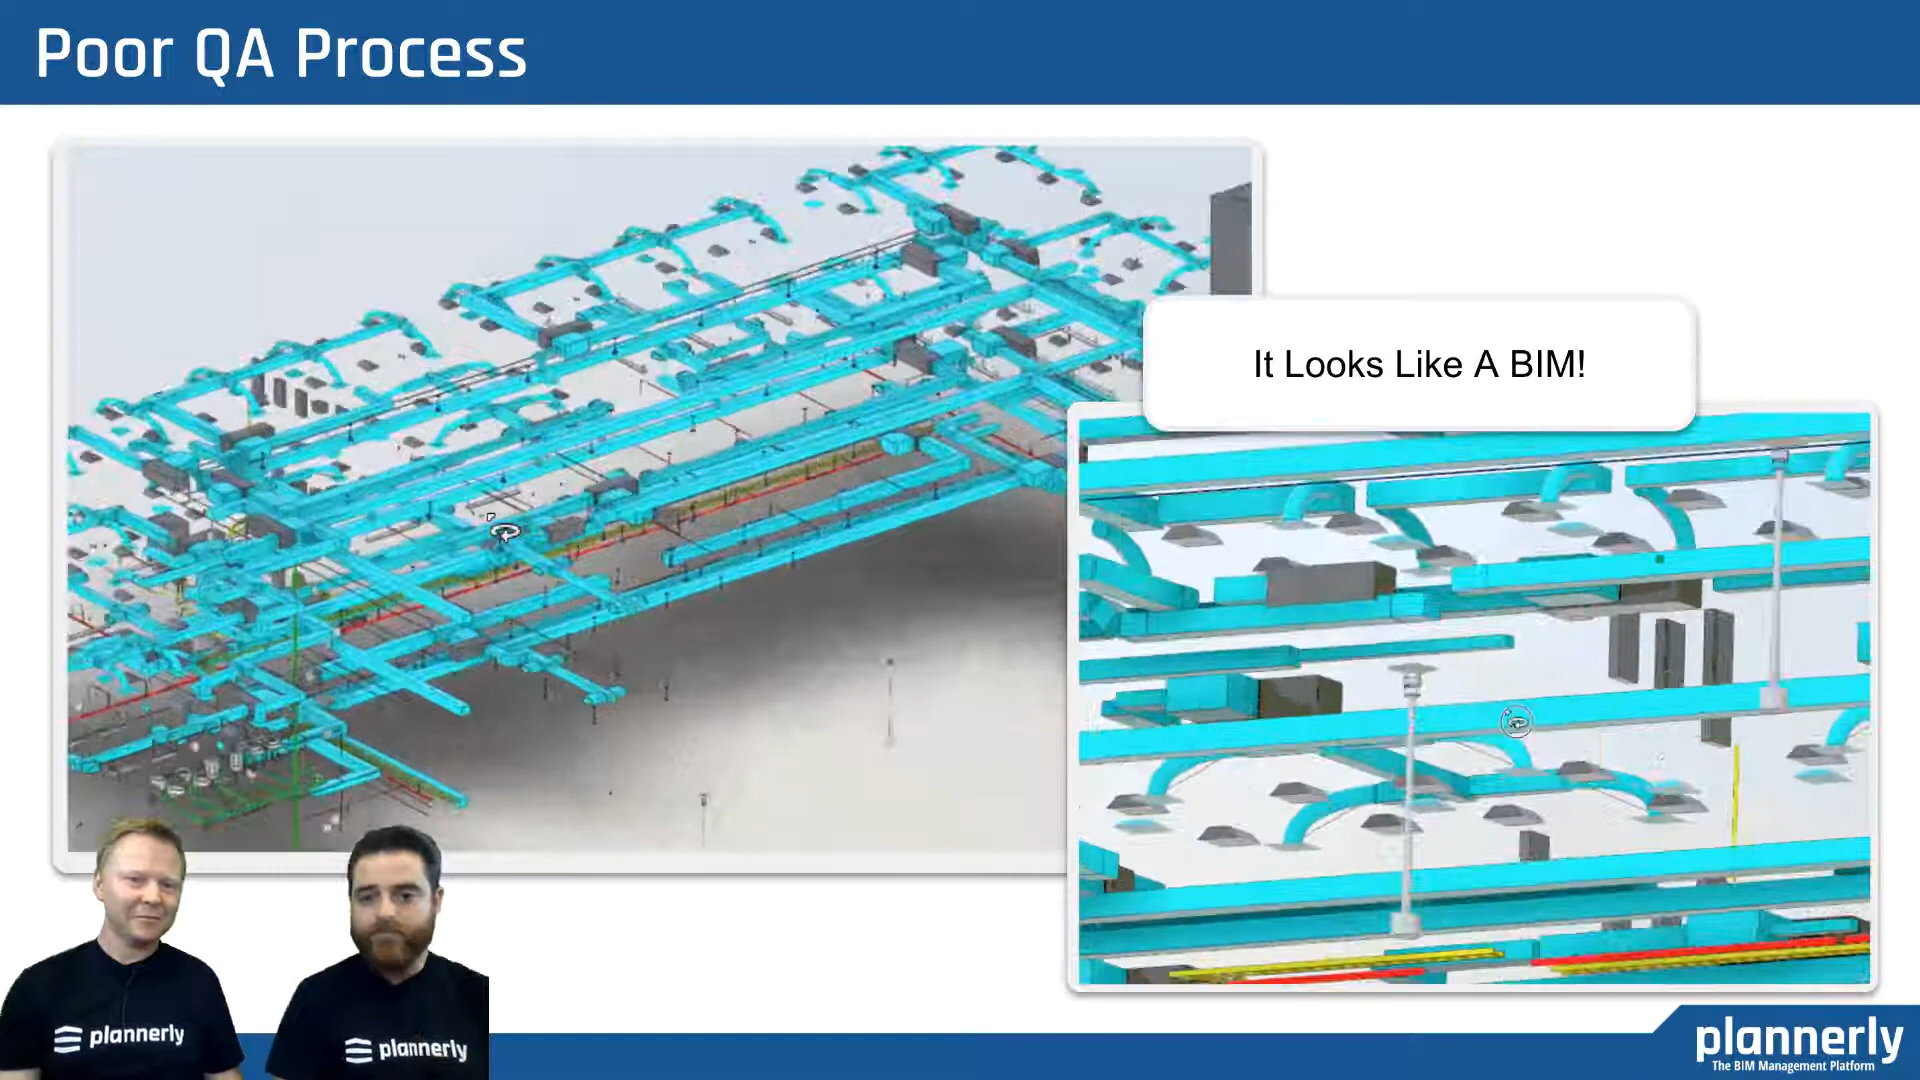 Poor QA Process
It Looks Like A BIM!
plannerly
plannerly
plannerly
The BIM Management Platform